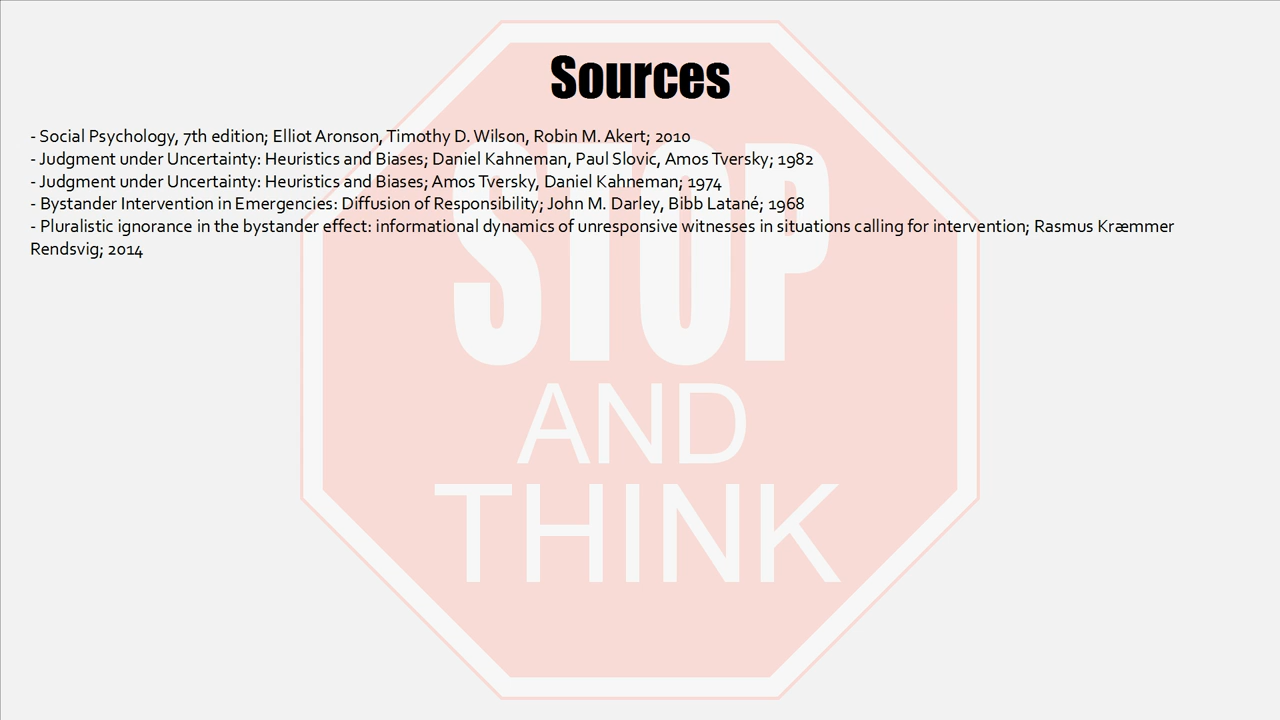 Sources
- Social Psychology, 7th edition; Elliot Aronson, Timothy D. Wilson, Robin M. Akert; 2010
- Judgment under Uncertainty: Heuristics and Biases; Daniel Kahneman, Paul Slovic, Amos Tversky; 1982
- Judgment under Uncertainty: Heuristics and Biases; Amos Tversky, Daniel Kahneman; 1974
- Bystander Intervention in Emergencies: Diffusion of Responsibility; John M. Darley, Bibb Latané; 1968
- Pluralistic ignorance in the bystander effect: informational dynamics of unresponsive witnesses in situations calling for intervention; Rasmus Kræmmer
Rendsvig; 2014
STOP
AND
THINK